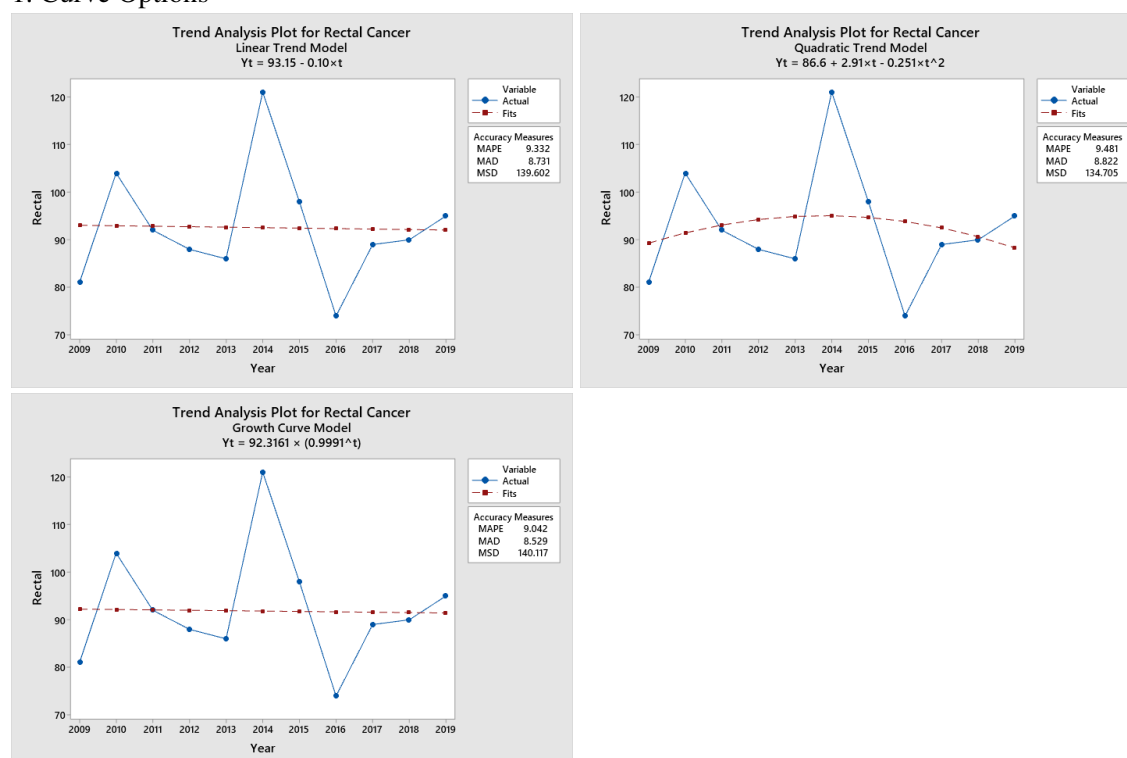 1. Curve Options
Trend Analysis Plot for Rectal Cancer
Linear Trend Model
Yt = 93.15 - 0.10×t
Variable
Actual
Fits
Accuracy Measures
MAPE 9.332
MAD 8.731
MSD 139.602
120
110
100
90
80
70
Rectal
2009 2010 2011 2012 2013 2014 2015 2016 2017 2018 2019
Year
Trend Analysis Plot for Rectal Cancer
Quadratic Trend Model
Yt = 86.6 + 2.91×t - 0.251×t^2
Variable
Actual
Fits
Accuracy Measures
MAPE 9.481
MAD 8.822
MSD 134.705
120
110
100
90
80
70
Rectal
2009 2010 2011 2012 2013 2014 2015 2016 2017 2018 2019
Year
Trend Analysis Plot for Rectal Cancer
Growth Curve Model
Yt = 92.3161 × (0.9991^t)
Variable
Actual
Fits
Accuracy Measures
MAPE 9.042
MAD 8.529
MSD 140.117
120
110
100
90
80
70
Rectal
2009 2010 2011 2012 2013 2014 2015 2016 2017 2018 2019
Year